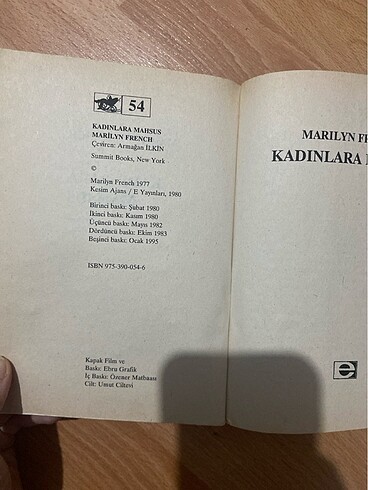 54
KADINLARA MAHSUS
MARİLYN FRENCH
Çeviren: Armağan İLKİN
Summit Books, New York
©
Marilyn French 1977
Kesim Ajans / E Yayınları, 1980
Birinci baskı: Şubat 1980
İkinci baskı: Kasım 1980
Üçüncü baskı: Mayıs 1982
Dördüncü baskı: Ekim 1983
Beşinci baskı: Ocak 1995
ISBN 975-390-054-6
Kapak Film ve
Baskı: Ebru Grafik
İç Baskı: Özener Matbaası
Cilt: Umut Ciltevi
MARILYN FR
KADINLARA
e